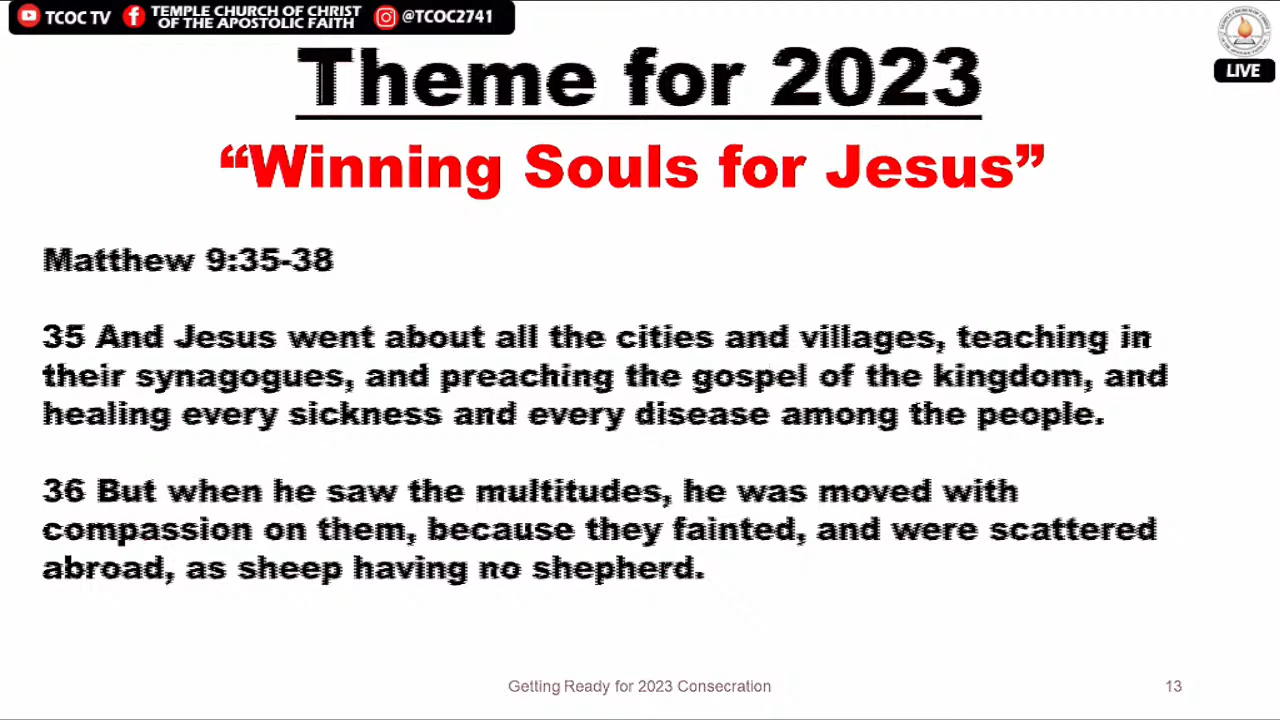 TCOC TV
TEMPLE CHURCH OF CHRIST
OF THE APOSTOLIC FAITH
@TCOC2741
LIVE
Theme for 2023
“Winning Souls for Jesus”
Matthew 9:35-38
35 And Jesus went about all the cities and villages, teaching in
their synagogues, and preaching the gospel of the kingdom, and
healing every sickness and every disease among the people.
36 But when he saw the multitudes, he was moved with
compassion on them, because they fainted, and were scattered
abroad, as sheep having no shepherd.
Getting Ready for 2023 Consecration
13